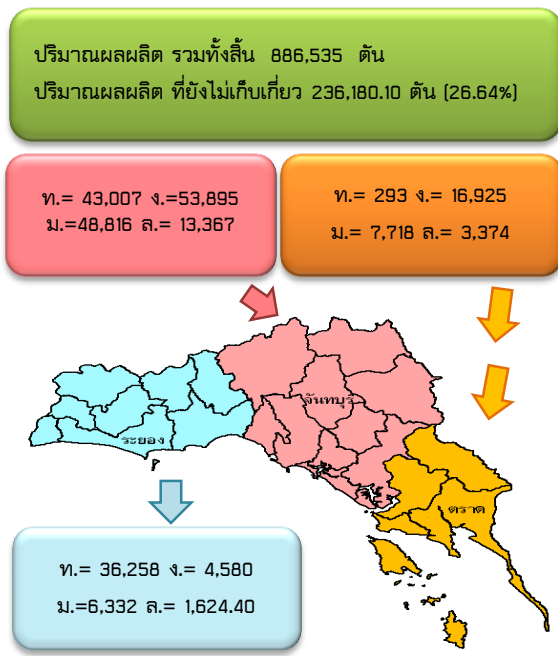 ปริมาณผลผลิต รวมทั้งสิ้น 886,535 ตัน
ปริมาณผลผลิต ที่ยังไม่เก็บเกี่ยว 236,180.10 ตัน (26.64%)
ท.= 43,007 ง.=53,895
ม.=48,816 ล.= 13,367
ท.= 293 ง.= 16,925
ม.= 7,718 ล.= 3,374
จันทบุรี
ระยอง
ตราด
ท.= 36,258 ง.= 4,580
ม.=6,332 ล.= 1,624.40